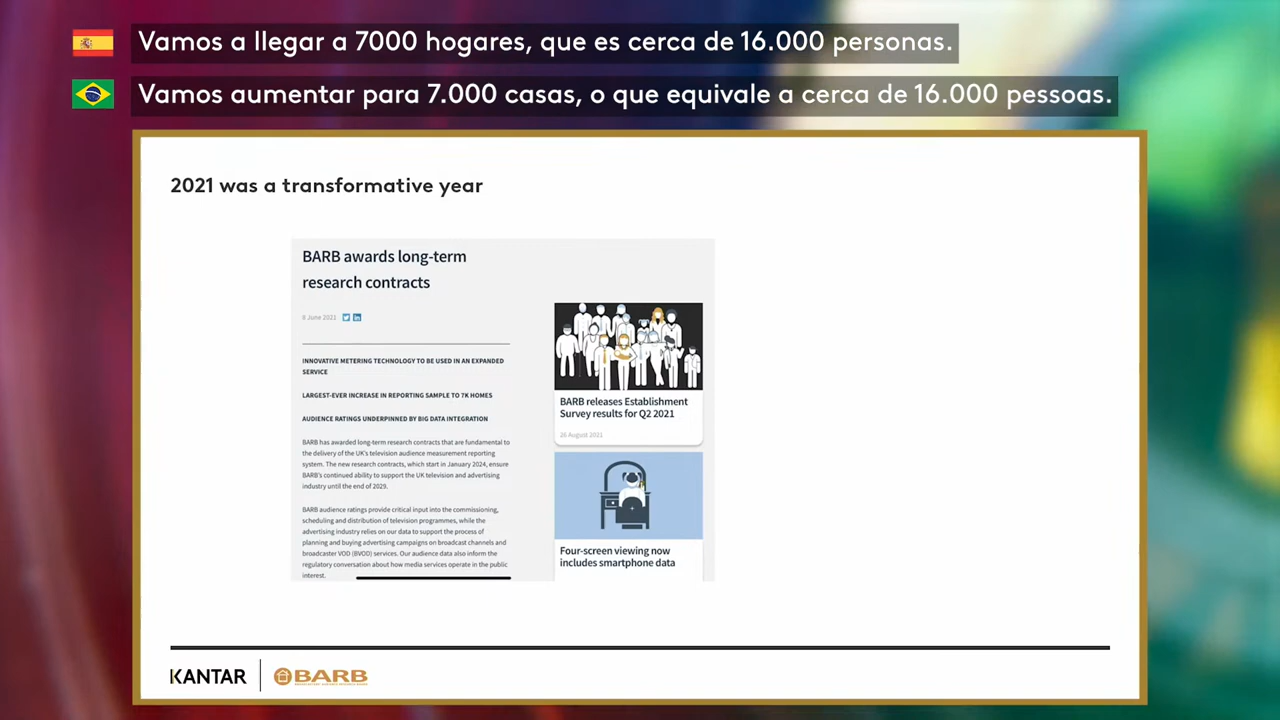 Vamos a llegar a 7000 hogares, que es cerca de 16.000 personas.
Vamos aumentar para 7.000 casas, o que equivale a cerca de 16.000 pessoas.
2021 was a transformative year
BARB awards long-term
research contracts
8 June 2021
INNOVATIVE METERING TECHNOLOGY TO BE USED IN AN EXPANDED
SERVICE
LARGEST-EVER INCREASE IN REPORTING SAMPLE TO 7K HOMES
AUDIENCE RATINGS UNDERPINNED BY BIG DATA INTEGRATION
BARB has awarded long-term research contracts that are fundamental to
the delivery of the UK's television audience measurement reporting
system. The new research contracts, which start in January 2024, ensure
BARB's continued ability to support the UK television and advertising
industry until the end of 2029.
BARB audience ratings provide critical input into the commissioning,
scheduling and distribution of television programmes, while the
advertising industry relies on our data to support the process of
planning and buying advertising campaigns on broadcast channels and
broadcaster VOD (BVOD) services. Our audience data also inform the
regulatory conversation about how media services operate in the public
interest.
BARB releases Establishment
Survey results for Q2 2021
26 August 2021
Four-screen viewing now
includes smartphone data
KANTAR
BARB